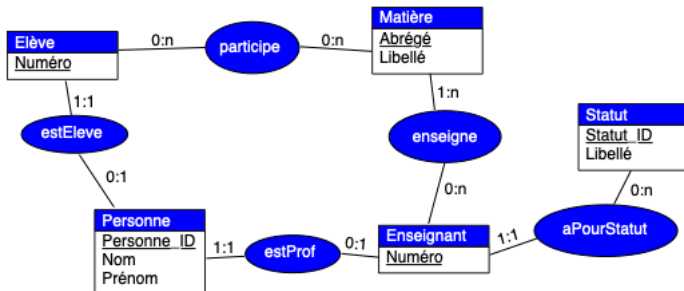 Elève
Numéro
0:n
participe
0:n
Matière
Abrégé
Libellé
1:1
estEleve
0:1
1:n
enseigne
0:n
Statut
Statut_ID
Libellé
0:n
Personne
Personne_ID
Nom
Prénom
1:1
estProf
0:1
Enseignant
Numéro
1:1
aPourStatut